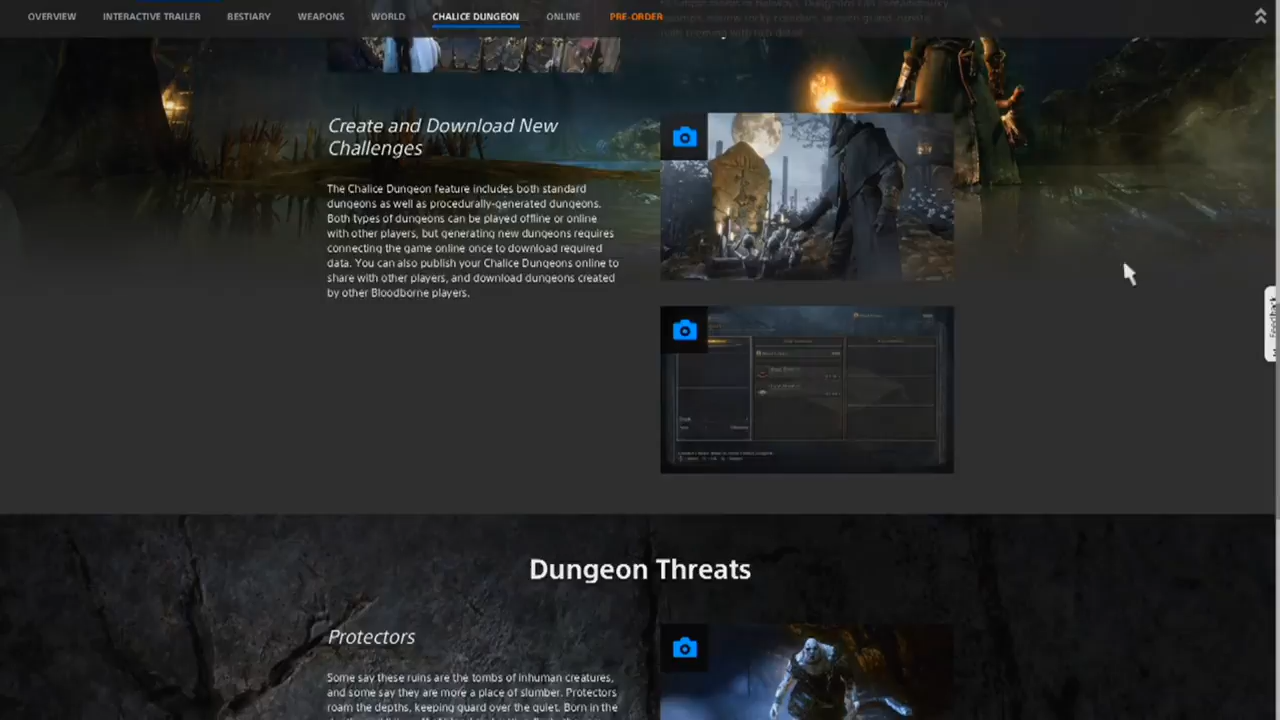 OVERVIEW
INTERACTIVE TRAILER
BESTIARY
WEAPONS
WORLD
CHALICE DUNGEON
ONLINE
PRE-ORDER
Create and Download New
Challenges
The Chalice Dungeon feature includes both standard
dungeons as well as procedurally-generated dungeons.
Both types of dungeons can be played offline or online
with other players, but generating new dungeons requires
connecting the game online once to download required
data. You can also publish your Chalice Dungeons online to
share with other players, and download dungeons created
by other Bloodborne players.
Feedback
Dungeon Threats
Protectors
Some say these ruins are the tombs of inhuman creatures,
and some say they are more a place of slumber. Protectors
roam the depths, keeping guard over the quiet. Born in the